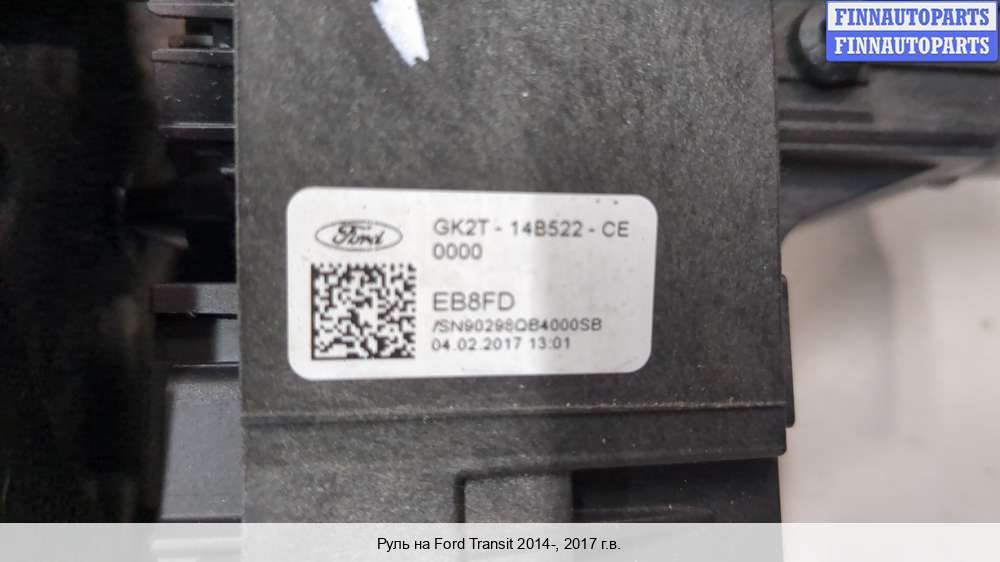 FINNAUTOPARTS
FINNAUTOPARTS
Ford
GK2T - 14B522 - CE
0000
EB8FD
/SN90298QB4000SB
04.02.2017 13:01
Руль на Ford Transit 2014-, 2017 г.в.